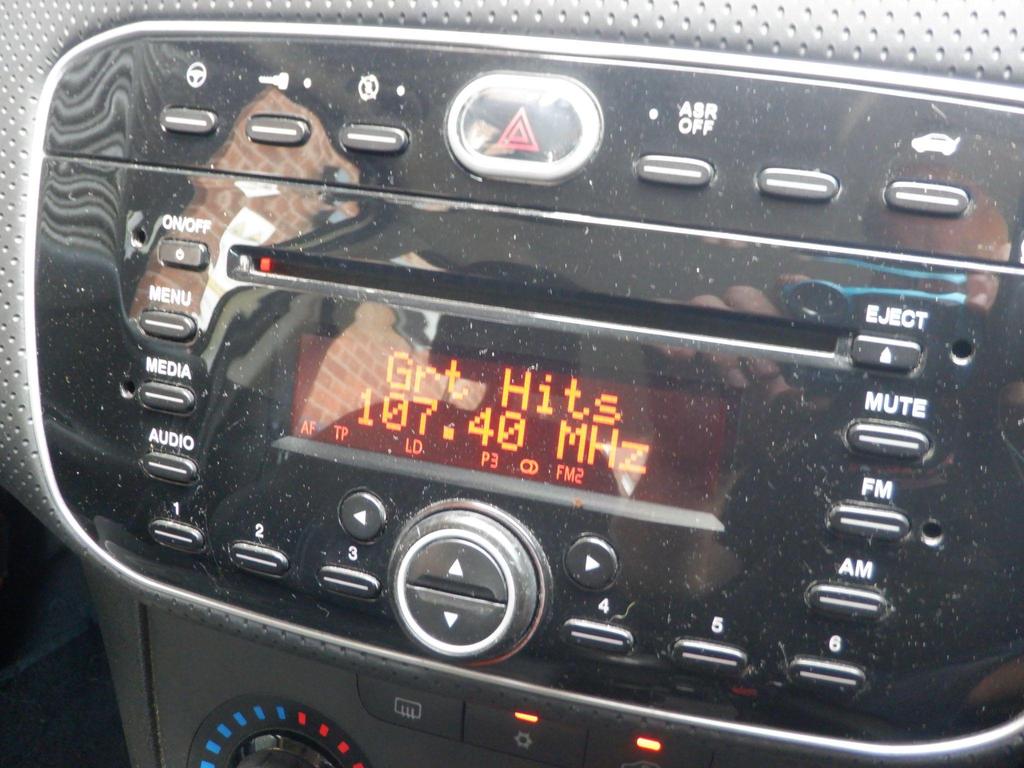 ASR
OFF
ON/OFF
MENU
MEDIA
AUDIO
EJECT
MUTE
FM
AM
Grt Hits
107.40 MHz
AF TP LD P3 FM2
1 2 3 4 5 6